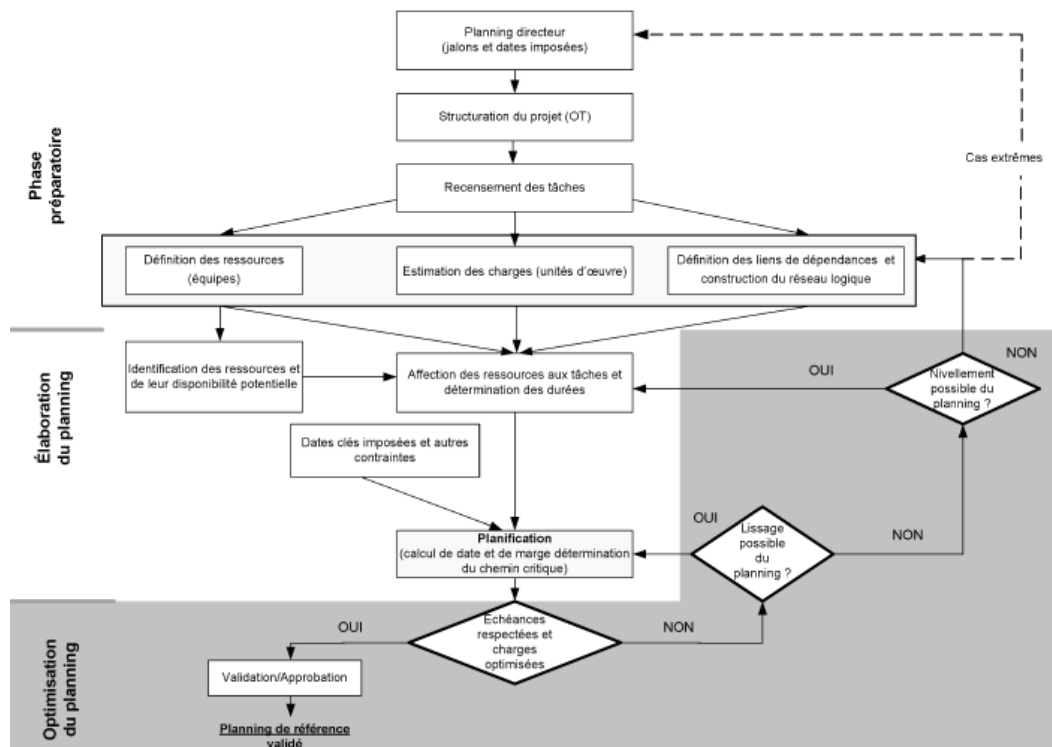 Planning directeur
(jalons et dates imposées)
Structuration du projet (OT)
Cas extrêmes
Phase
préparatoire
Recensement des tâches
Définition des ressources
(équipes)
Estimation des charges (unités d'œuvre)
Définition des liens de dépendances et
construction du réseau logique
Élaboration
du planning
Identification des ressources et
de leur disponibilité potentielle
Affection des ressources aux tâches et
détermination des durées
OUI
NON
Nivellement
possible du
planning ?
Dates clés imposées et autres
contraintes
Planification
(calcul de date et de marge détermination
du chemin critique)
OUI
Lissage
possible
du
planning ?
NON
Optimisation
du planning
OUI
Echéances
respectées et
charges
optimisées
NON
Validation/Approbation
Planning de référence
validé